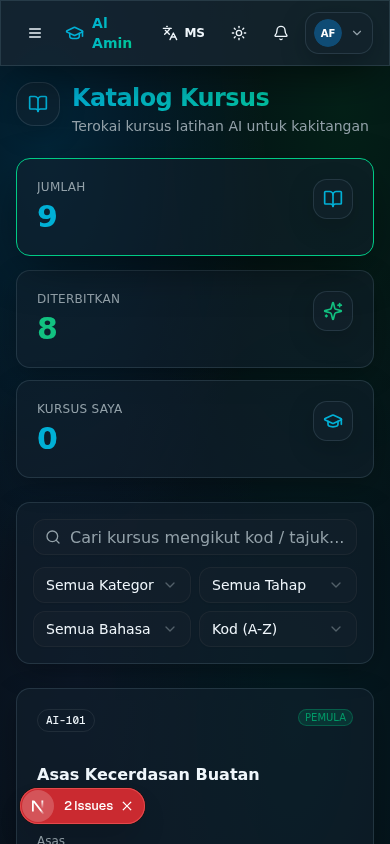 AI
Amin
MS
AF
Katalog Kursus
Terokai kursus latihan AI untuk kakitangan
JUMLAH
9
DITERBITKAN
8
KURSUS SAYA
0
Cari kursus mengikut kod / tajuk...
Semua Kategor
Semua Tahap
Semua Bahasa
Kod (A-Z)
AI-101
PEMULA
Asas Kecerdasan Buatan
N
2 Issues
Asas